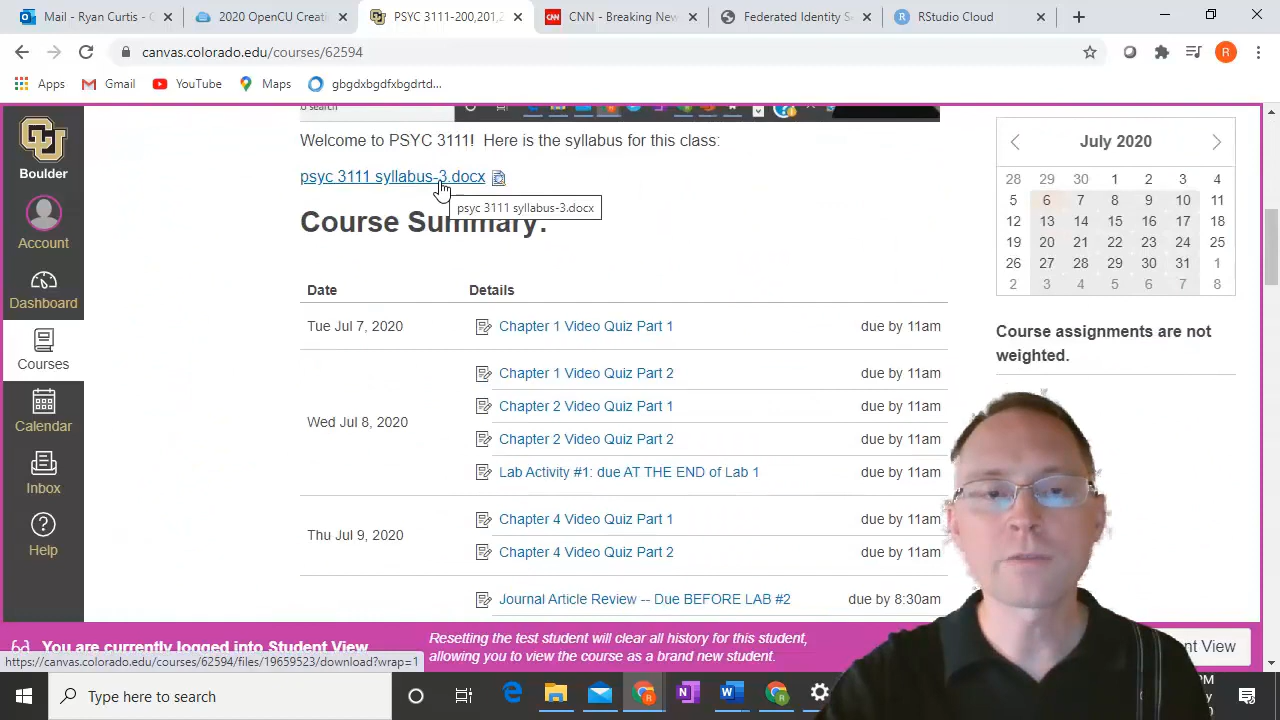 Mail - Ryan Curtis - O
2020 OpenCU Creati
PSYC 3111-200,201,2
CNN - Breaking New
Federated Identity S
RStudio Cloud
canvas.colorado.edu/courses/62594
R
Apps
Gmail
YouTube
Maps
gbgdxbgdfxbgdrtd...
CU
Boulder
Account
Dashboard
Courses
Calendar
Inbox
Help
o search
Welcome to PSYC 3111! Here is the syllabus for this class:
psyc 3111 syllabus-3.docx
psyc 3111 syllabus-3.docx
Course Summary:
Date Details
Tue Jul 7, 2020 Chapter 1 Video Quiz Part 1 due by 11am
Chapter 1 Video Quiz Part 2 due by 11am
Chapter 2 Video Quiz Part 1 due by 11am
Wed Jul 8, 2020
Chapter 2 Video Quiz Part 2 due by 11am
Lab Activity #1: due AT THE END of Lab 1 due by 11am
Chapter 4 Video Quiz Part 1 due by 11am
Thu Jul 9, 2020
Chapter 4 Video Quiz Part 2 due by 11am
Journal Article Review -- Due BEFORE LAB #2 due by 8:30am
July 2020
28 29 30 1 2 3 4
5 6 7 8 9 10 11
12 13 14 15 16 17 18
19 20 21 22 23 24 25
26 27 28 29 30 31 1
2 3 4 5 6 7 8
Course assignments are not
weighted.
You are currently logged into Student View
Resetting the test student will clear all history for this student,
allowing you to view the course as a brand new student.
nt View
https://canvas.colorado.edu/courses/62594/files/19659523/download?wrap=1
Type here to search